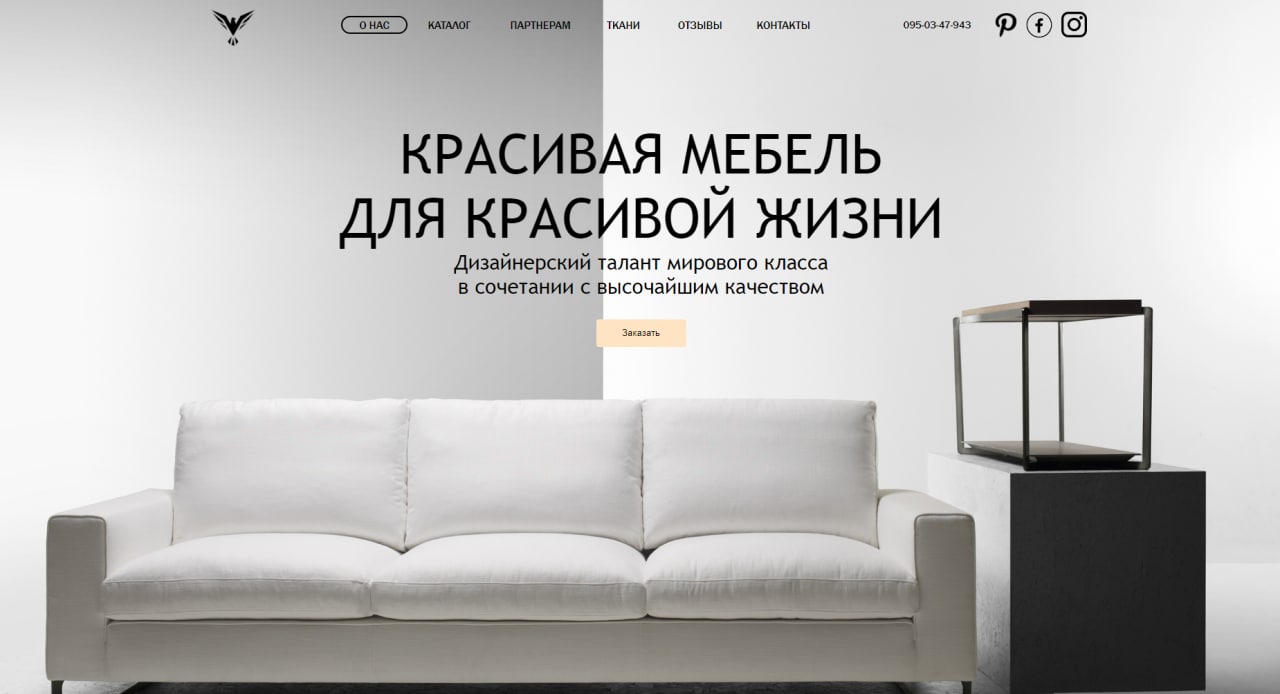 О НАС
КАТАЛОГ
ПАРТНЕРАМ
ТКАНИ
ОТЗЫВЫ
КОНТАКТЫ
095-03-47-943
КРАСИВАЯ МЕБЕЛЬ
ДЛЯ КРАСИВОЙ ЖИЗНИ
Дизайнерский талант мирового класса
в сочетании с высочайшим качеством
Заказать